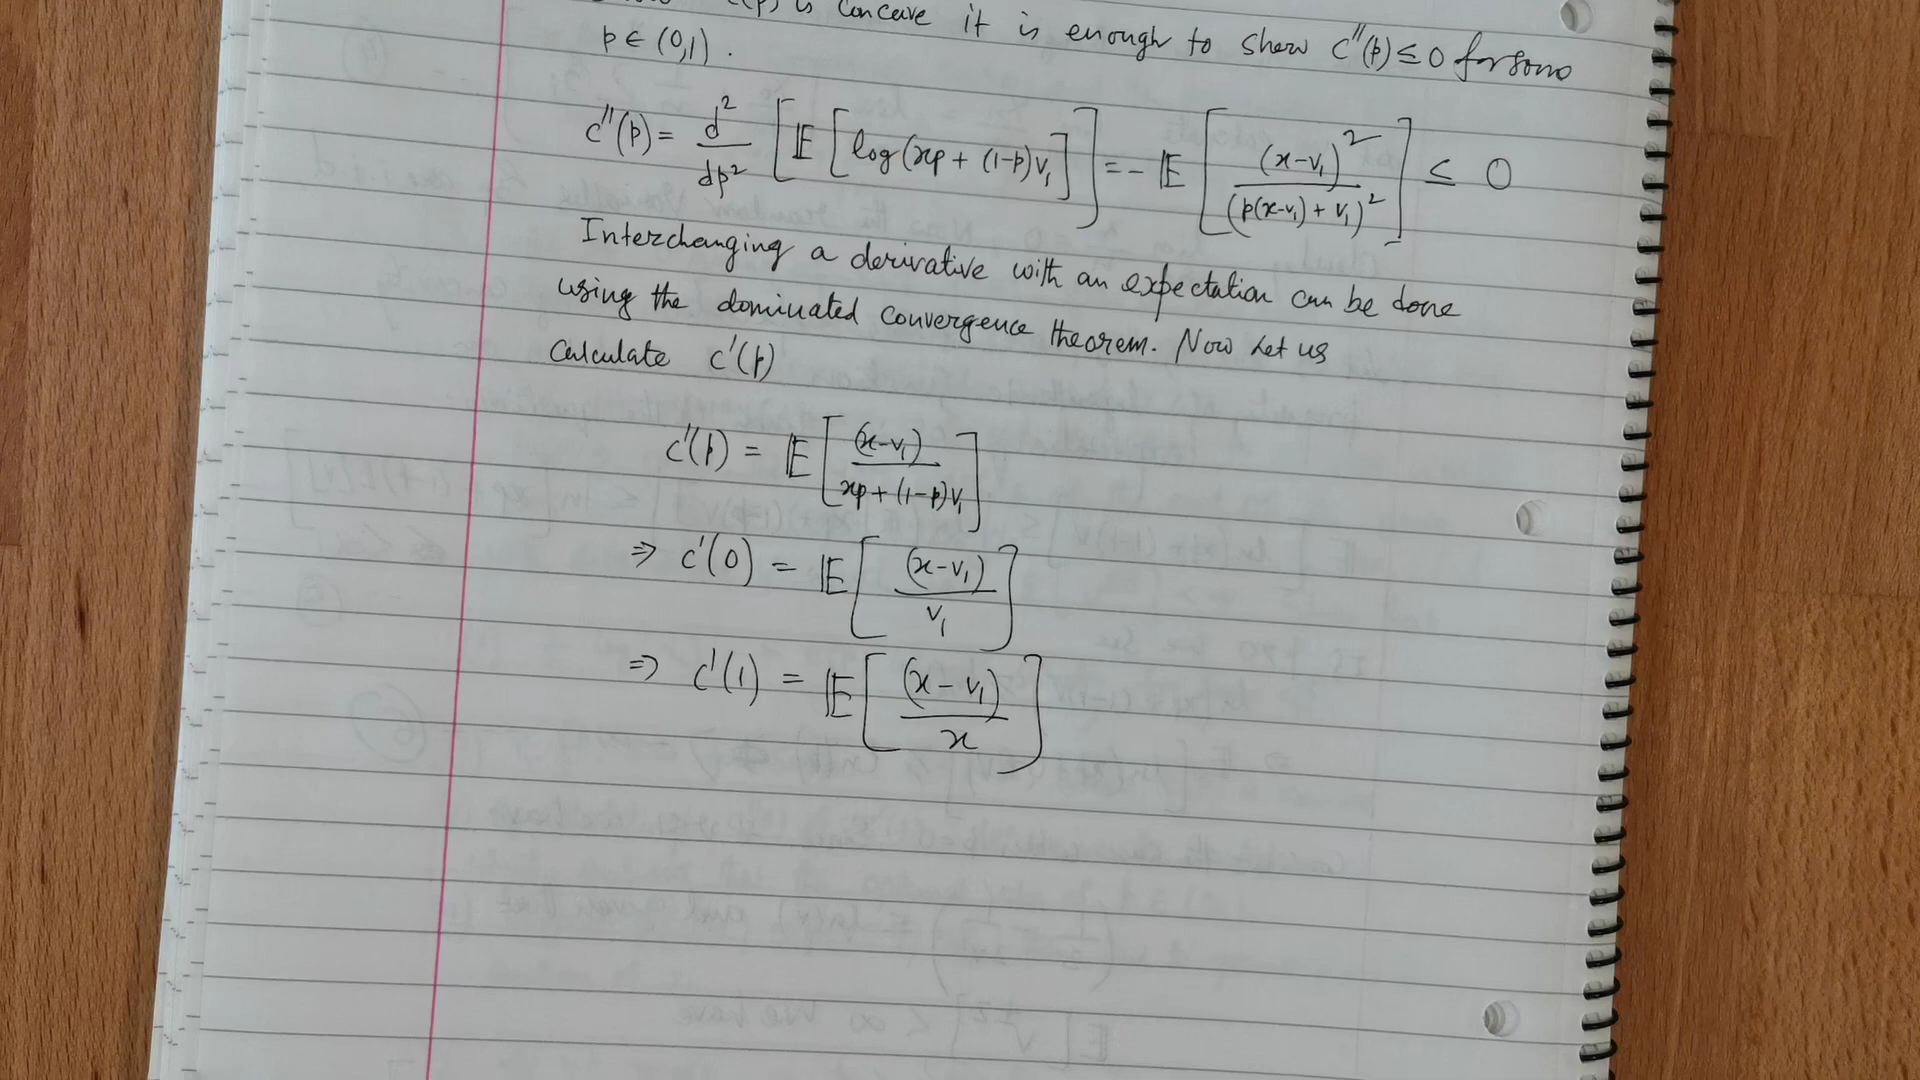 is concave it is enough to show c''(p) ≤ 0 for some
p ∈ (0,1).
c''(p) = d²/dp² [𝔼[log(xp + (1-p)v₁]] = - 𝔼[(x-v₁)²/(p(x-v₁) + v₁)²] ≤ 0
Interchanging a derivative with an expectation can be done
using the dominated convergence theorem. Now Let us
Calculate c'(p)
c'(p) = 𝔼[(x-v₁)/(xp + (1-p)v₁)]
⇒ c'(0) = 𝔼[(x-v₁)/v₁]
⇒ c'(1) = 𝔼[(x-v₁)/x]